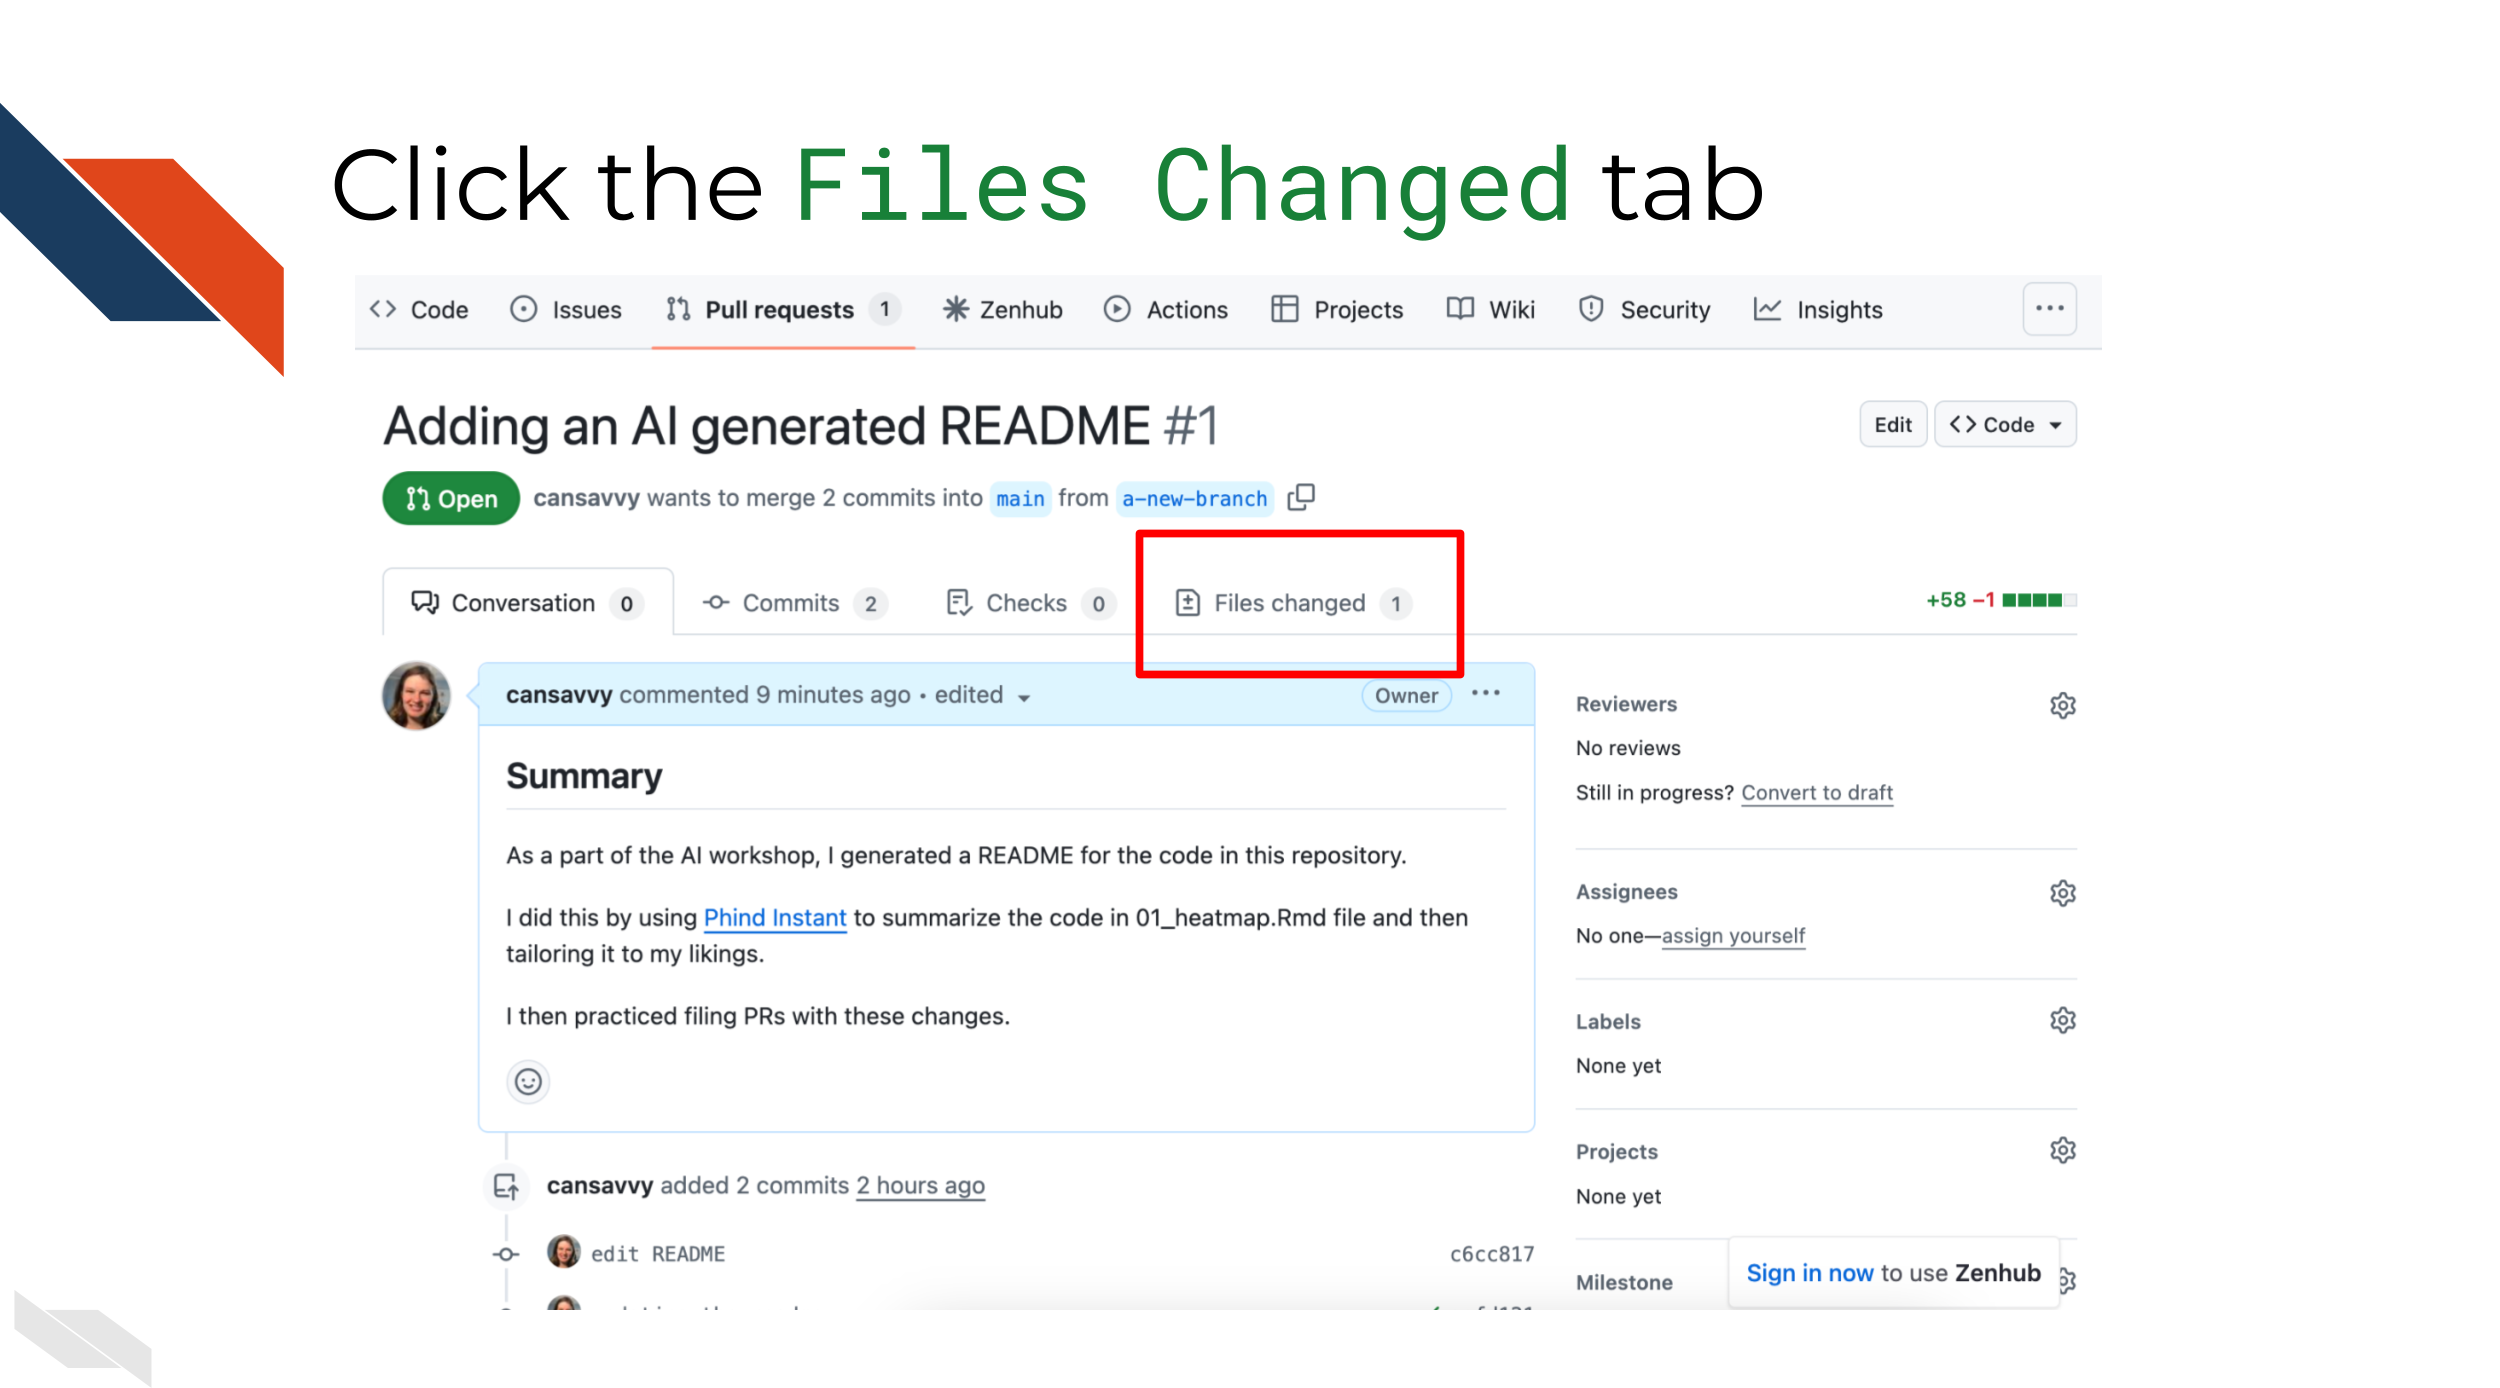 Click the Files Changed tab
Code Issues Pull requests 1 Zenhub Actions Projects Wiki Security Insights
Adding an AI generated README #1
Edit Code
Open cansavvy wants to merge 2 commits into main from a-new-branch
Conversation 0 Commits 2 Checks 0 Files changed 1 +58 −1
cansavvy commented 9 minutes ago • edited Owner
Summary
As a part of the AI workshop, I generated a README for the code in this repository.
I did this by using Phind Instant to summarize the code in 01_heatmap.Rmd file and then
tailoring it to my likings.
I then practiced filing PRs with these changes.
cansavvy added 2 commits 2 hours ago
edit README c6cc817
Reviewers
No reviews
Still in progress? Convert to draft
Assignees
No one—assign yourself
Labels
None yet
Projects
None yet
Milestone
Sign in now to use Zenhub